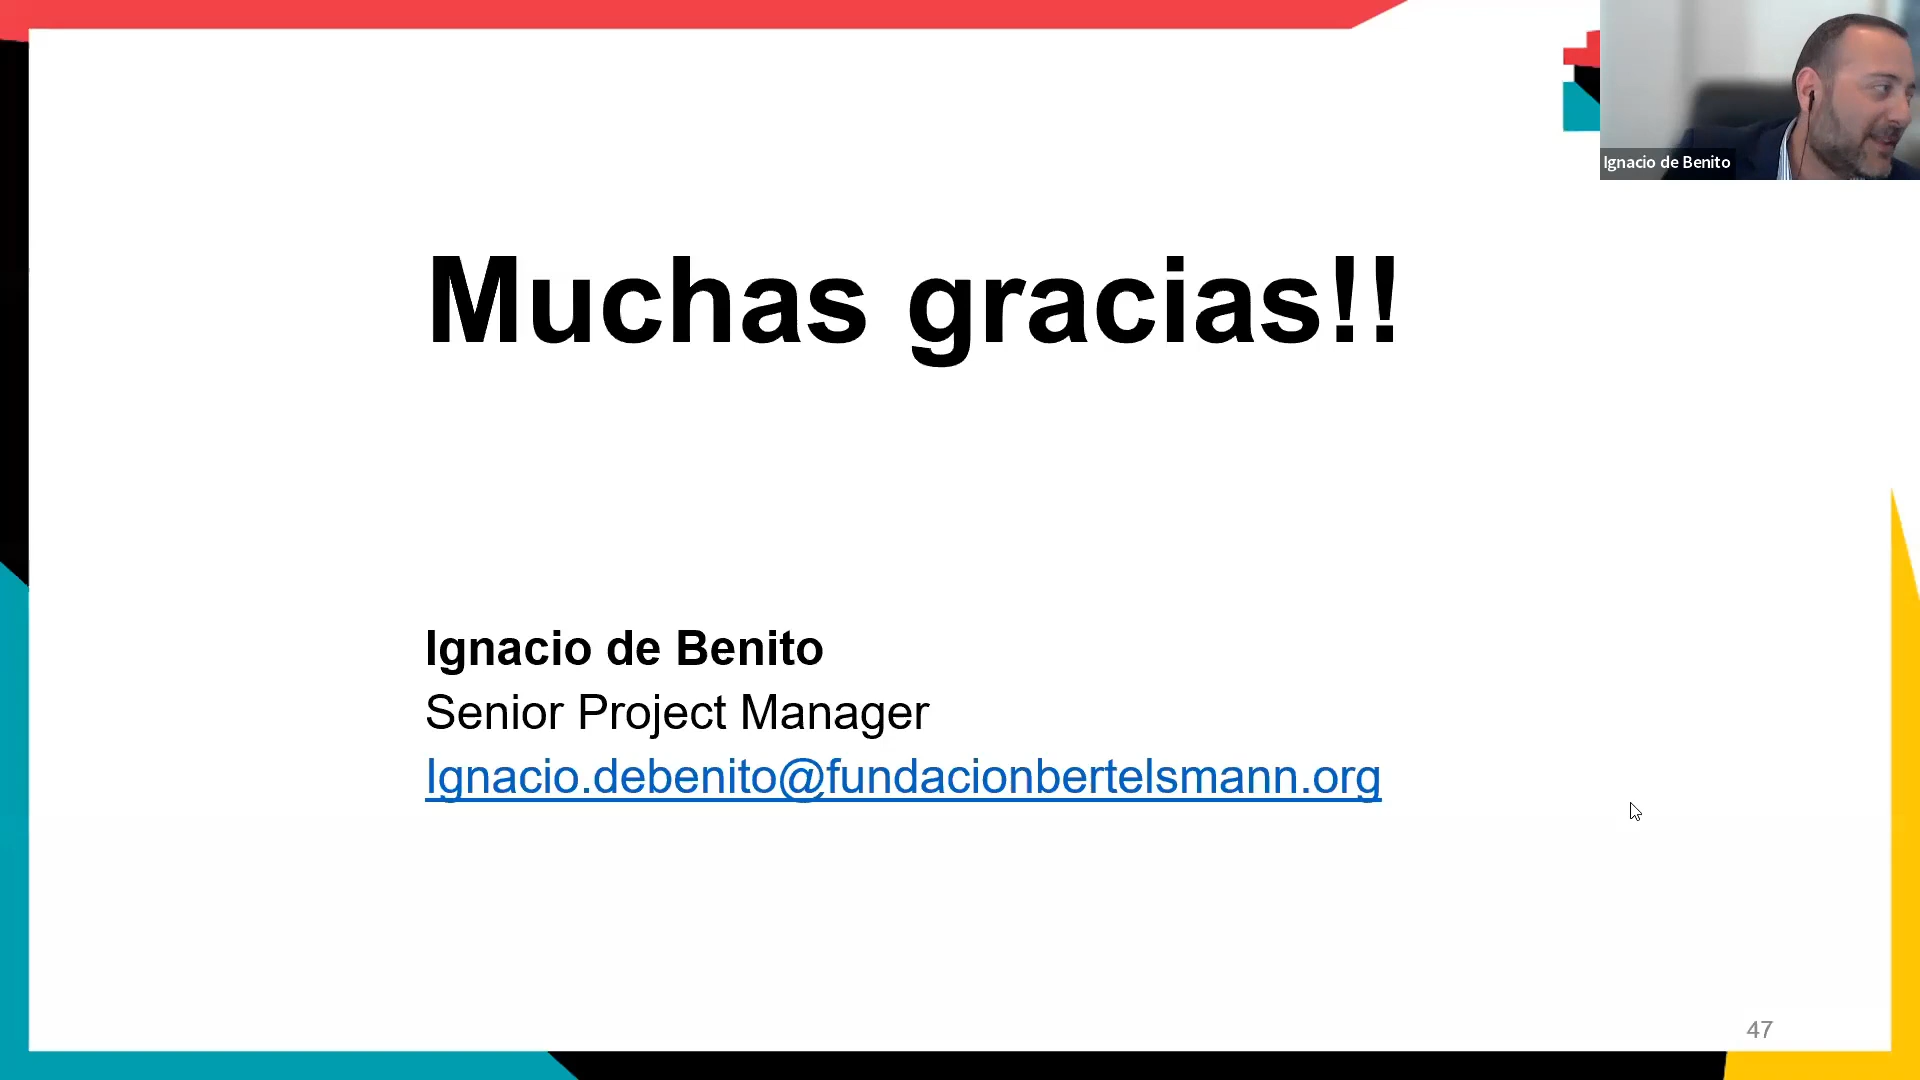 Ignacio de Benito
Muchas gracias!!
Ignacio de Benito
Senior Project Manager
Ignacio.debenito@fundacionbertelsmann.org
47